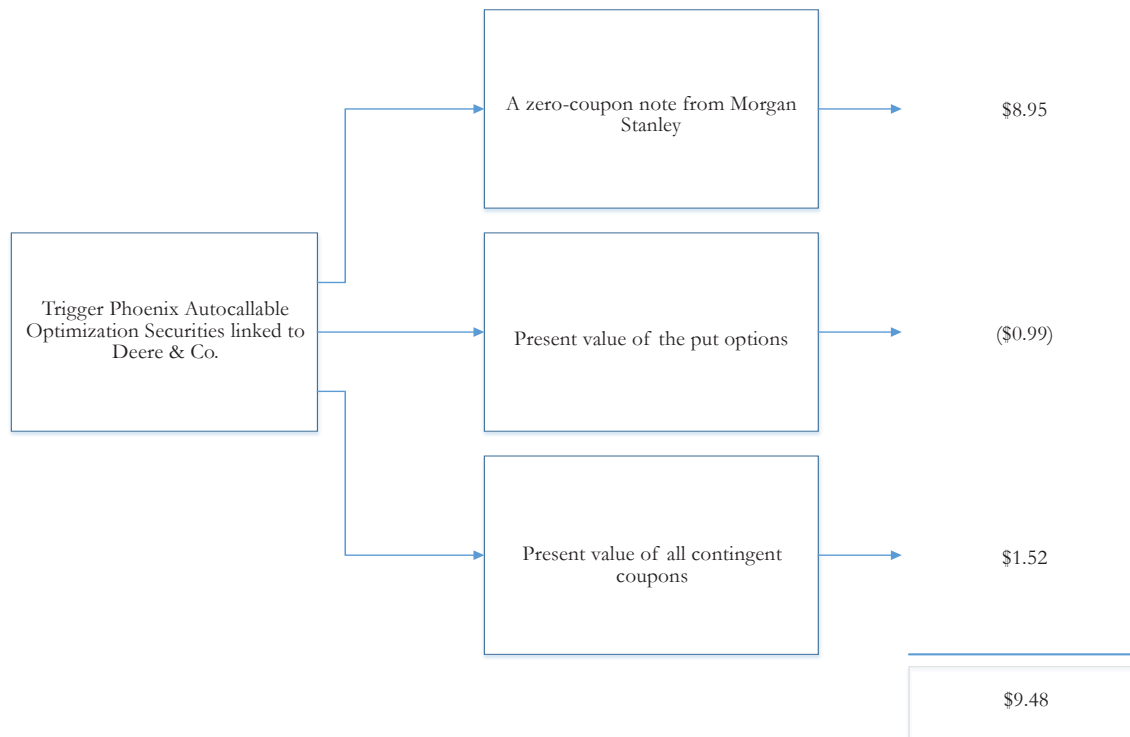 A zero-coupon note from Morgan
Stanley
$8.95
Trigger Phoenix Autocallable
Optimization Securities linked to
Deere & Co.
Present value of the put options
($0.99)
Present value of all contingent
coupons
$1.52
$9.48